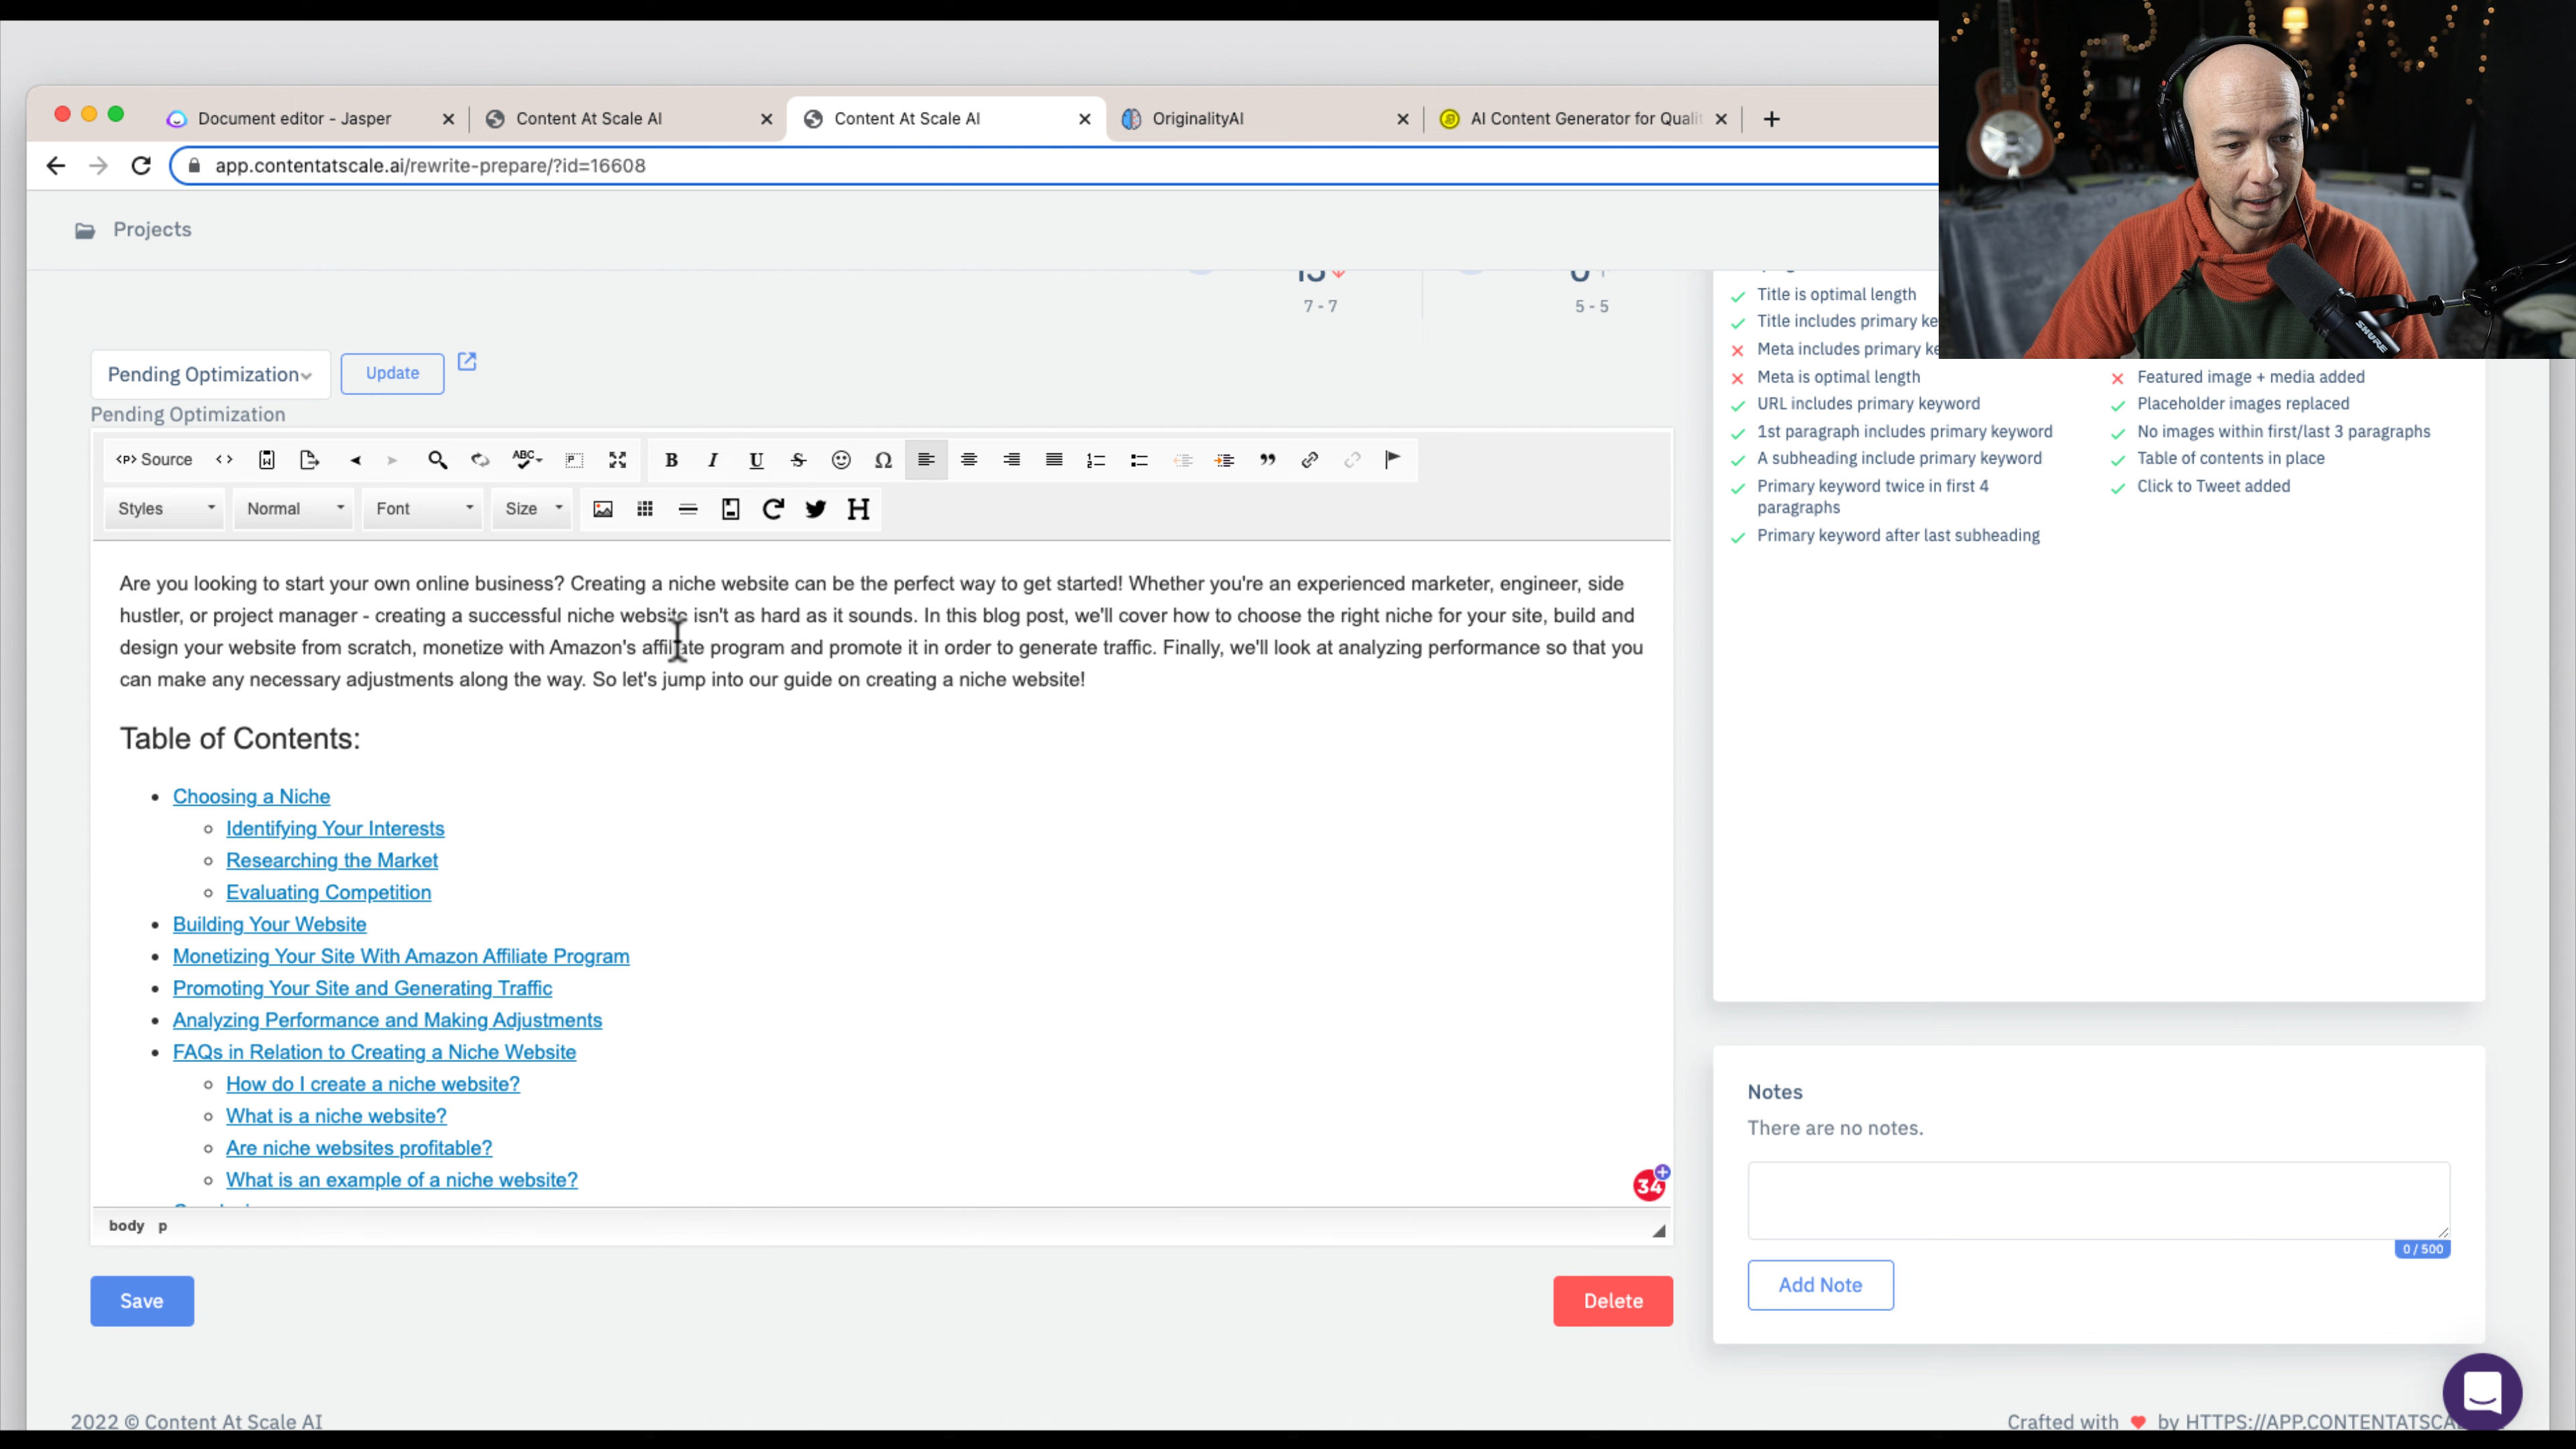 Document editor - Jasper
Content At Scale AI
Content At Scale AI
OriginalityAI
AI Content Generator for Quali
app.contentatscale.ai/rewrite-prepare/?id=16608
Projects
7 - 7
5 - 5
Pending Optimization
Update
Pending Optimization
Source
ABC
B I U S
Styles
Normal
Font
Size
H
Are you looking to start your own online business? Creating a niche website can be the perfect way to get started! Whether you're an experienced marketer, engineer, side
hustler, or project manager - creating a successful niche website isn't as hard as it sounds. In this blog post, we'll cover how to choose the right niche for your site, build and
design your website from scratch, monetize with Amazon's affiliate program and promote it in order to generate traffic. Finally, we'll look at analyzing performance so that you
can make any necessary adjustments along the way. So let's jump into our guide on creating a niche website!
Table of Contents:
Choosing a Niche
Identifying Your Interests
Researching the Market
Evaluating Competition
Building Your Website
Monetizing Your Site With Amazon Affiliate Program
Promoting Your Site and Generating Traffic
Analyzing Performance and Making Adjustments
FAQs in Relation to Creating a Niche Website
How do I create a niche website?
What is a niche website?
Are niche websites profitable?
What is an example of a niche website?
34
body p
Save
Delete
Title is optimal length
Title includes primary
Meta includes primary
Meta is optimal length
URL includes primary keyword
1st paragraph includes primary keyword
A subheading include primary keyword
Primary keyword twice in first 4
paragraphs
Primary keyword after last subheading
Featured image + media added
Placeholder images replaced
No images within first/last 3 paragraphs
Table of contents in place
Click to Tweet added
Notes
There are no notes.
0 / 500
Add Note
2022 © Content At Scale AI
Crafted with by HTTPS://APP.CONTENTATSCA
SHURE